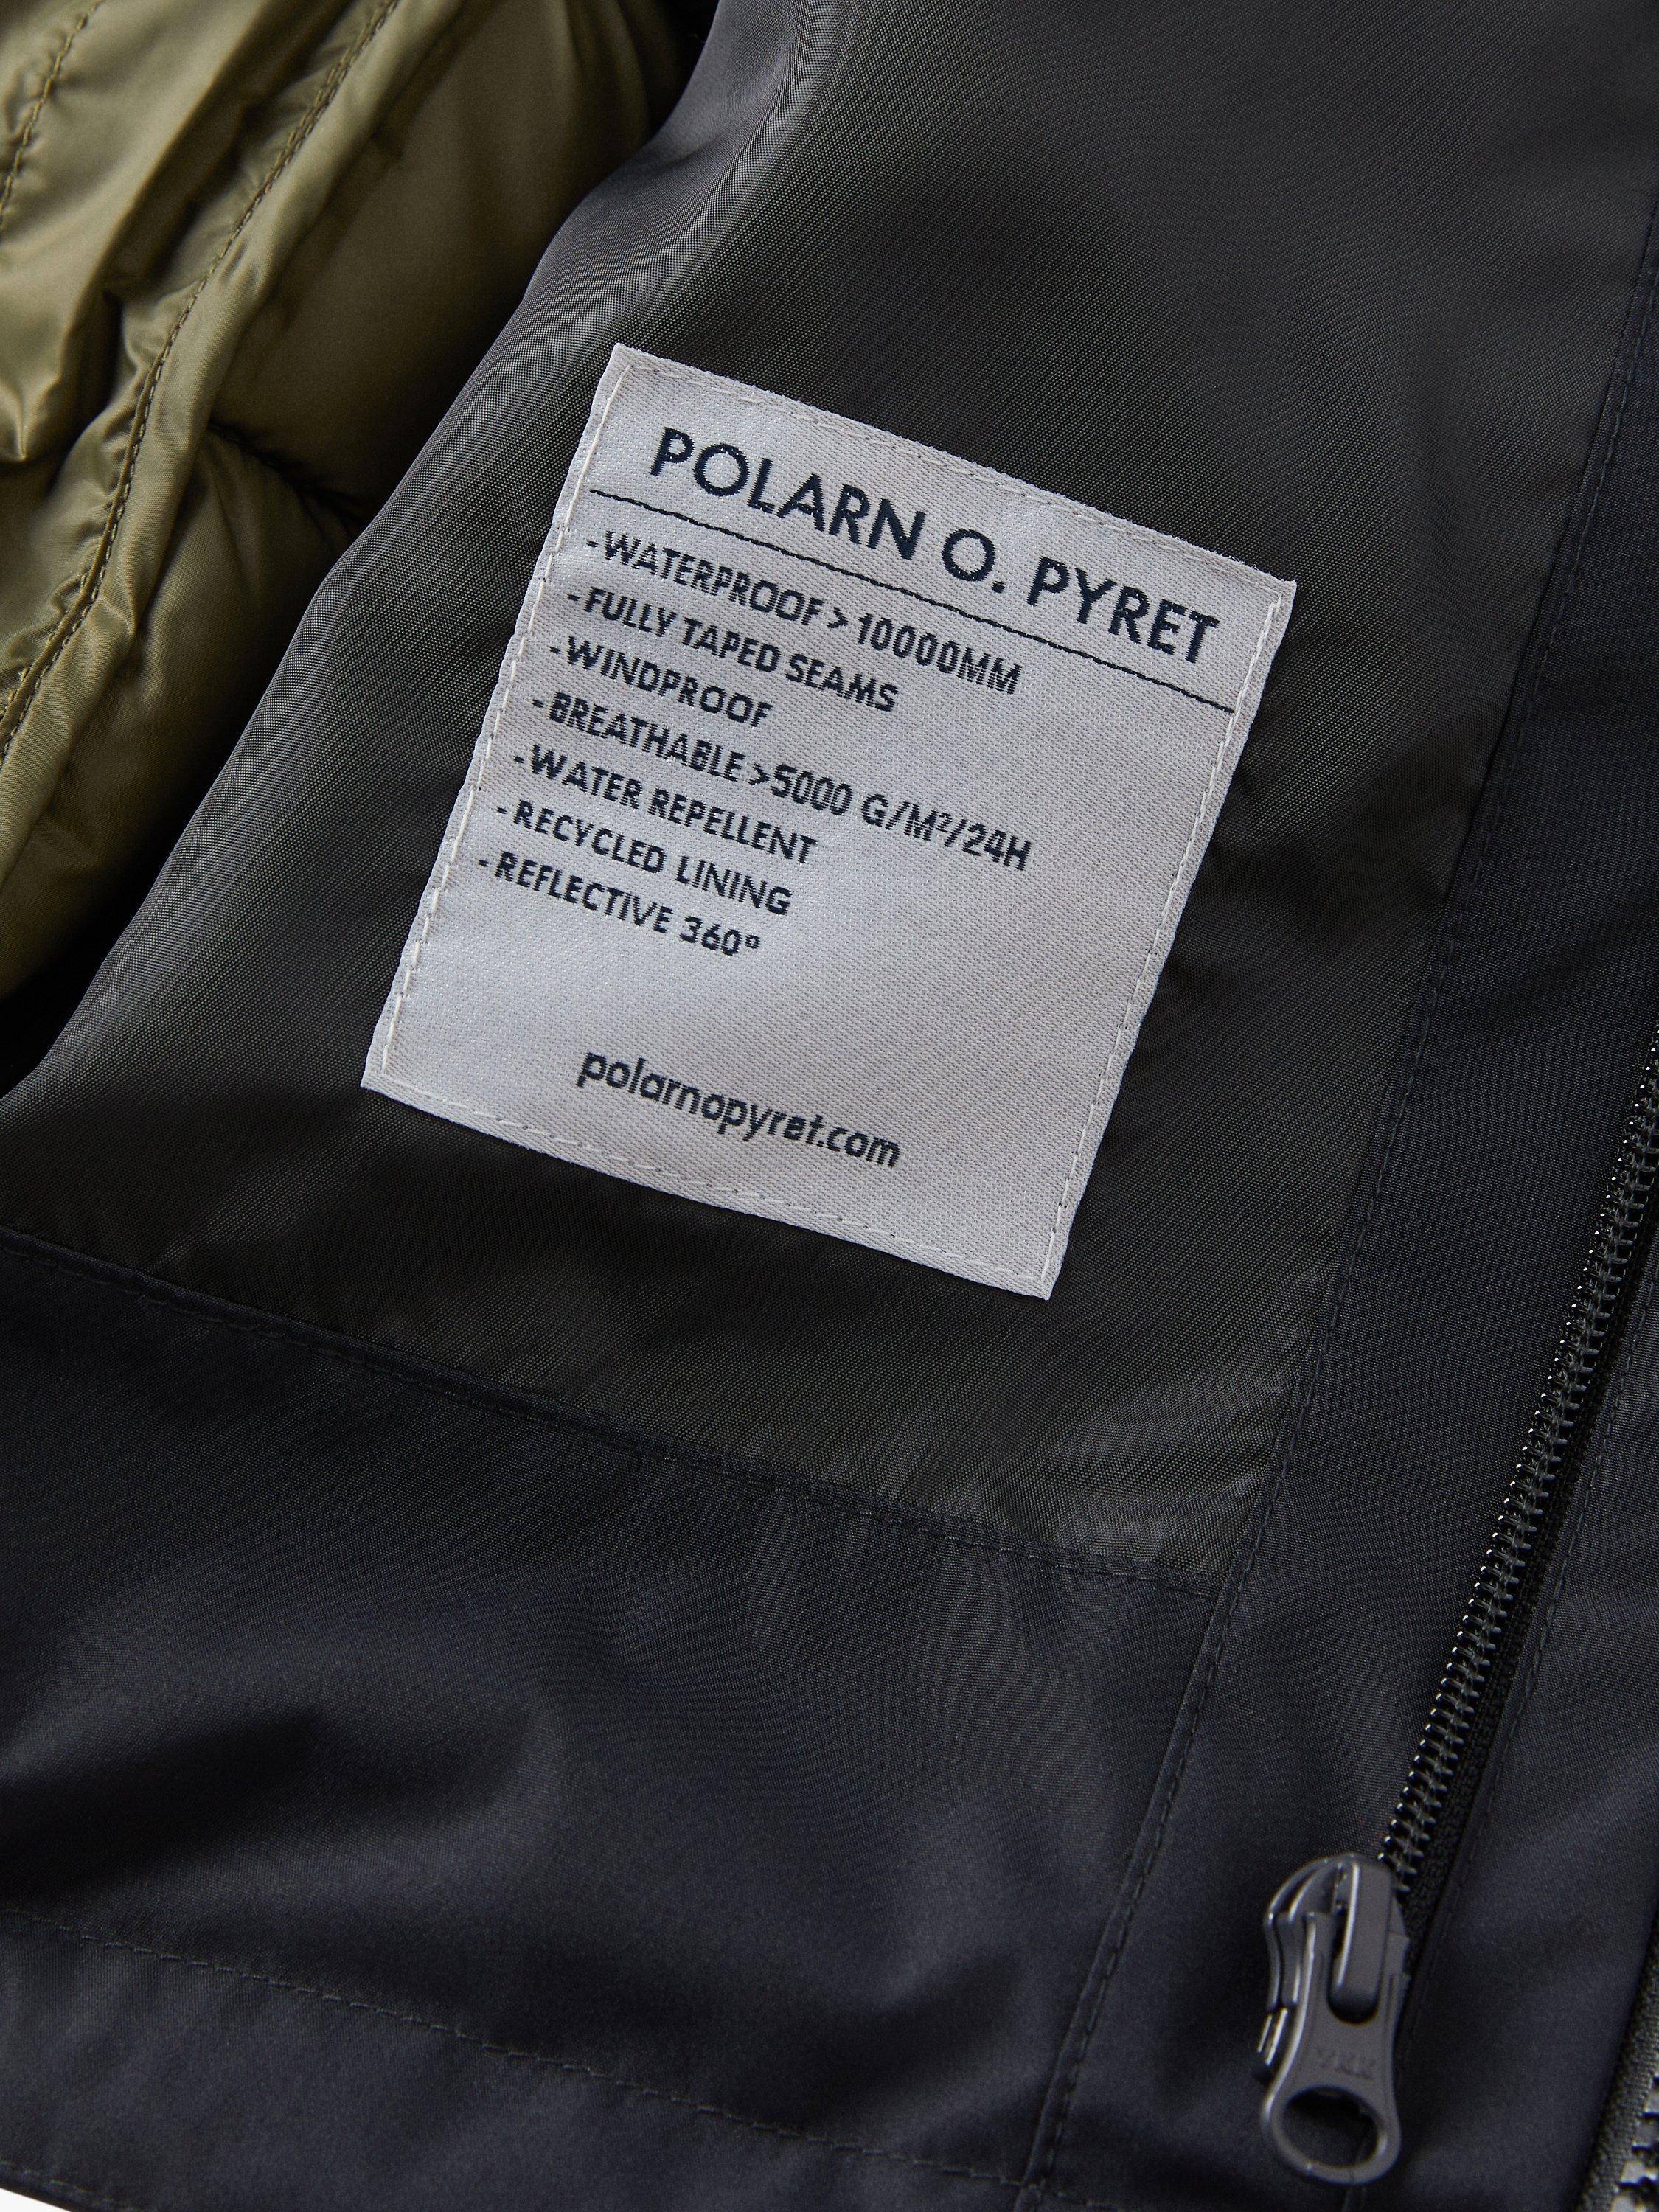 POLARN O. PYRET
-WATERPROOF>10000MM
-FULLY TAPED SEAMS
-WINDPROOF
-BREATHABLE>5000 G/M²/24H
-WATER REPELLENT
-RECYCLED LINING
-REFLECTIVE 360°
polarnopyret.com
YKK